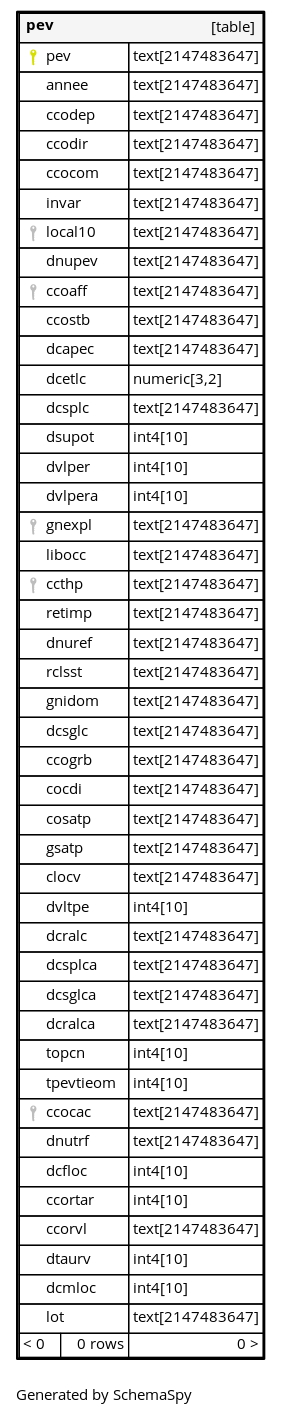 pev [table]
pev text[2147483647]
annee text[2147483647]
ccodep text[2147483647]
ccodir text[2147483647]
ccocom text[2147483647]
invar text[2147483647]
local10 text[2147483647]
dnupev text[2147483647]
ccoaff text[2147483647]
ccostb text[2147483647]
dcapec text[2147483647]
dcetlc numeric[3,2]
dcsplc text[2147483647]
dsupot int4[10]
dvlper int4[10]
dvlpera int4[10]
gnexpl text[2147483647]
libocc text[2147483647]
ccthp text[2147483647]
retimp text[2147483647]
dnuref text[2147483647]
rclsst text[2147483647]
gnidom text[2147483647]
dcsglc text[2147483647]
ccogrb text[2147483647]
cocdi text[2147483647]
cosatp text[2147483647]
gsatp text[2147483647]
clocv text[2147483647]
dvltpe int4[10]
dcralc text[2147483647]
dcsplca text[2147483647]
dcsglca text[2147483647]
dcralca text[2147483647]
topcn int4[10]
tpevtieom int4[10]
ccocac text[2147483647]
dnutrf text[2147483647]
dcfloc int4[10]
ccortar int4[10]
ccorvl text[2147483647]
dtaurv int4[10]
dcmloc int4[10]
lot text[2147483647]
< 0 0 rows 0 >
Generated by SchemaSpy